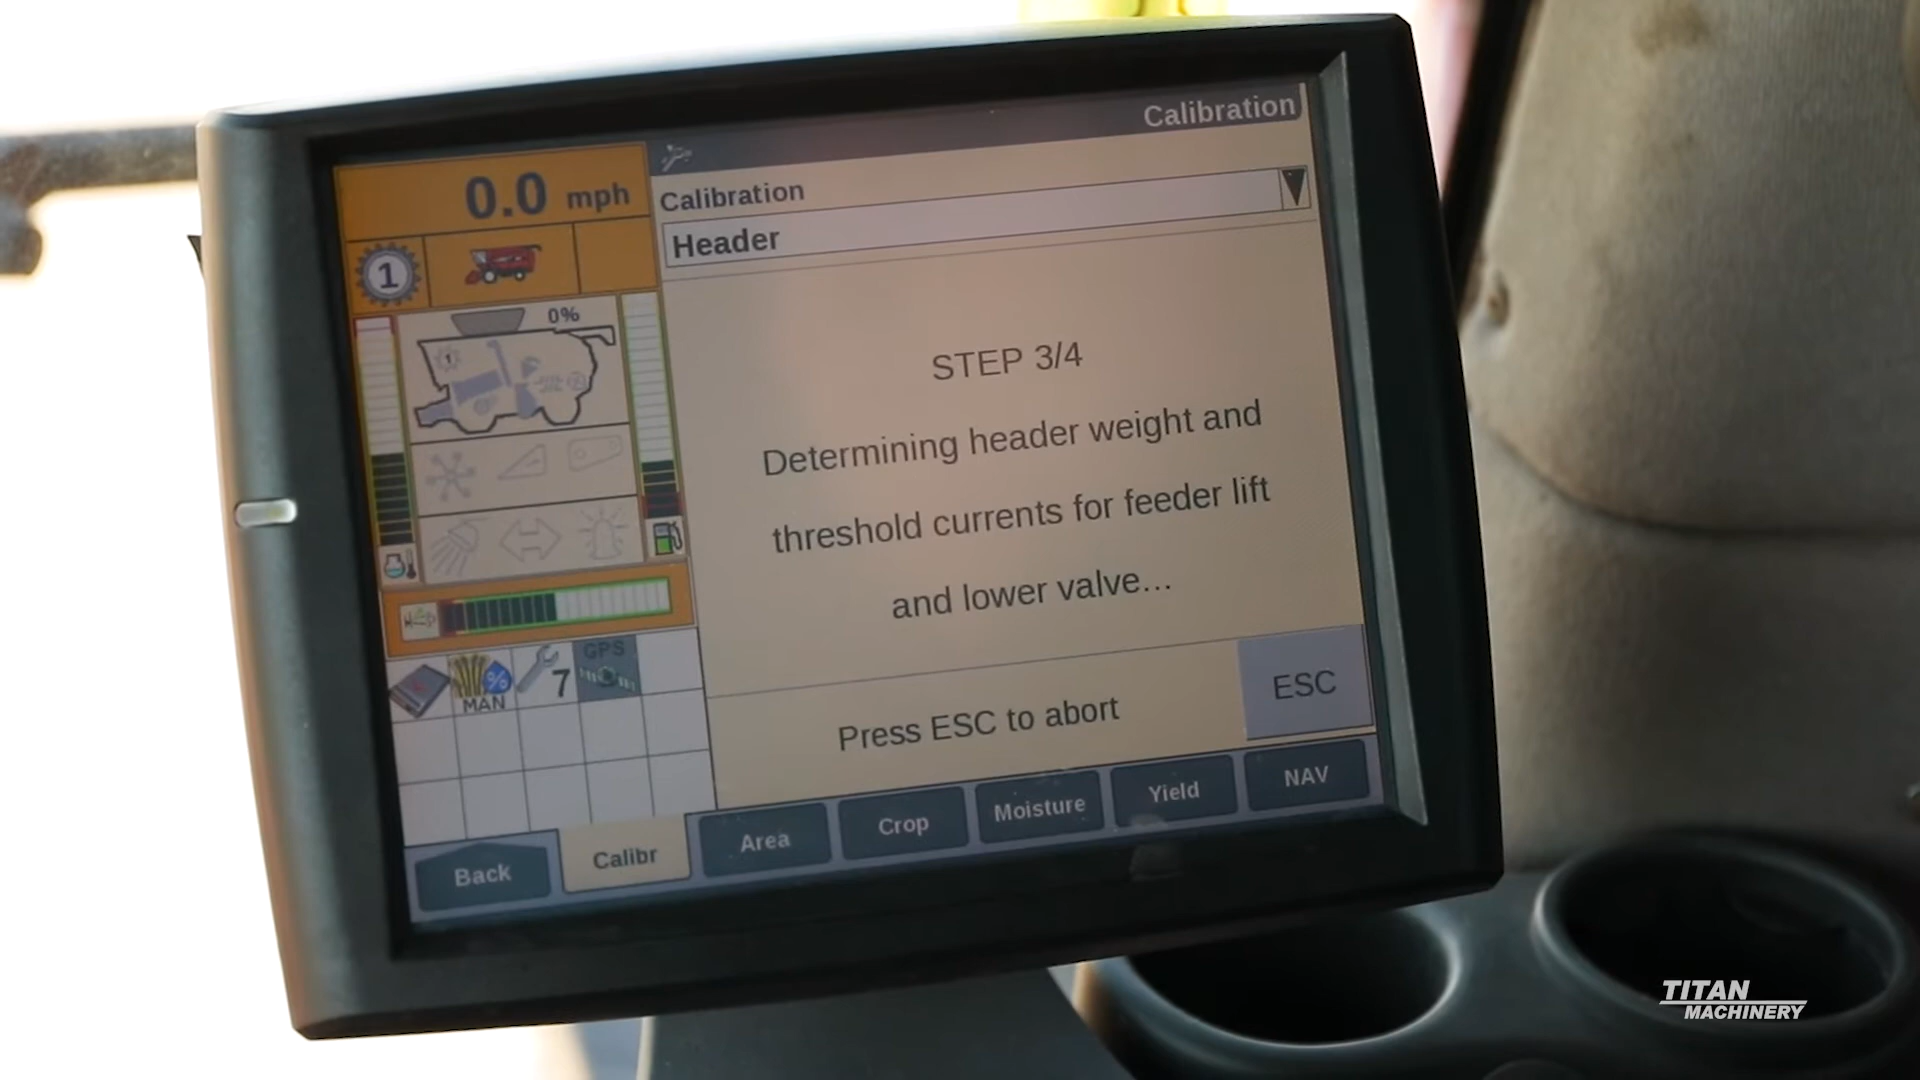 Calibration
0.0 mph
Calibration
Header
1
0%
1
STEP 3/4
Determining header weight and
threshold currents for feeder lift
and lower valve...
GPS
7
%
MAN
Press ESC to abort
ESC
Back
Calibr
Area
Crop
Moisture
Yield
NAV
TITAN
MACHINERY